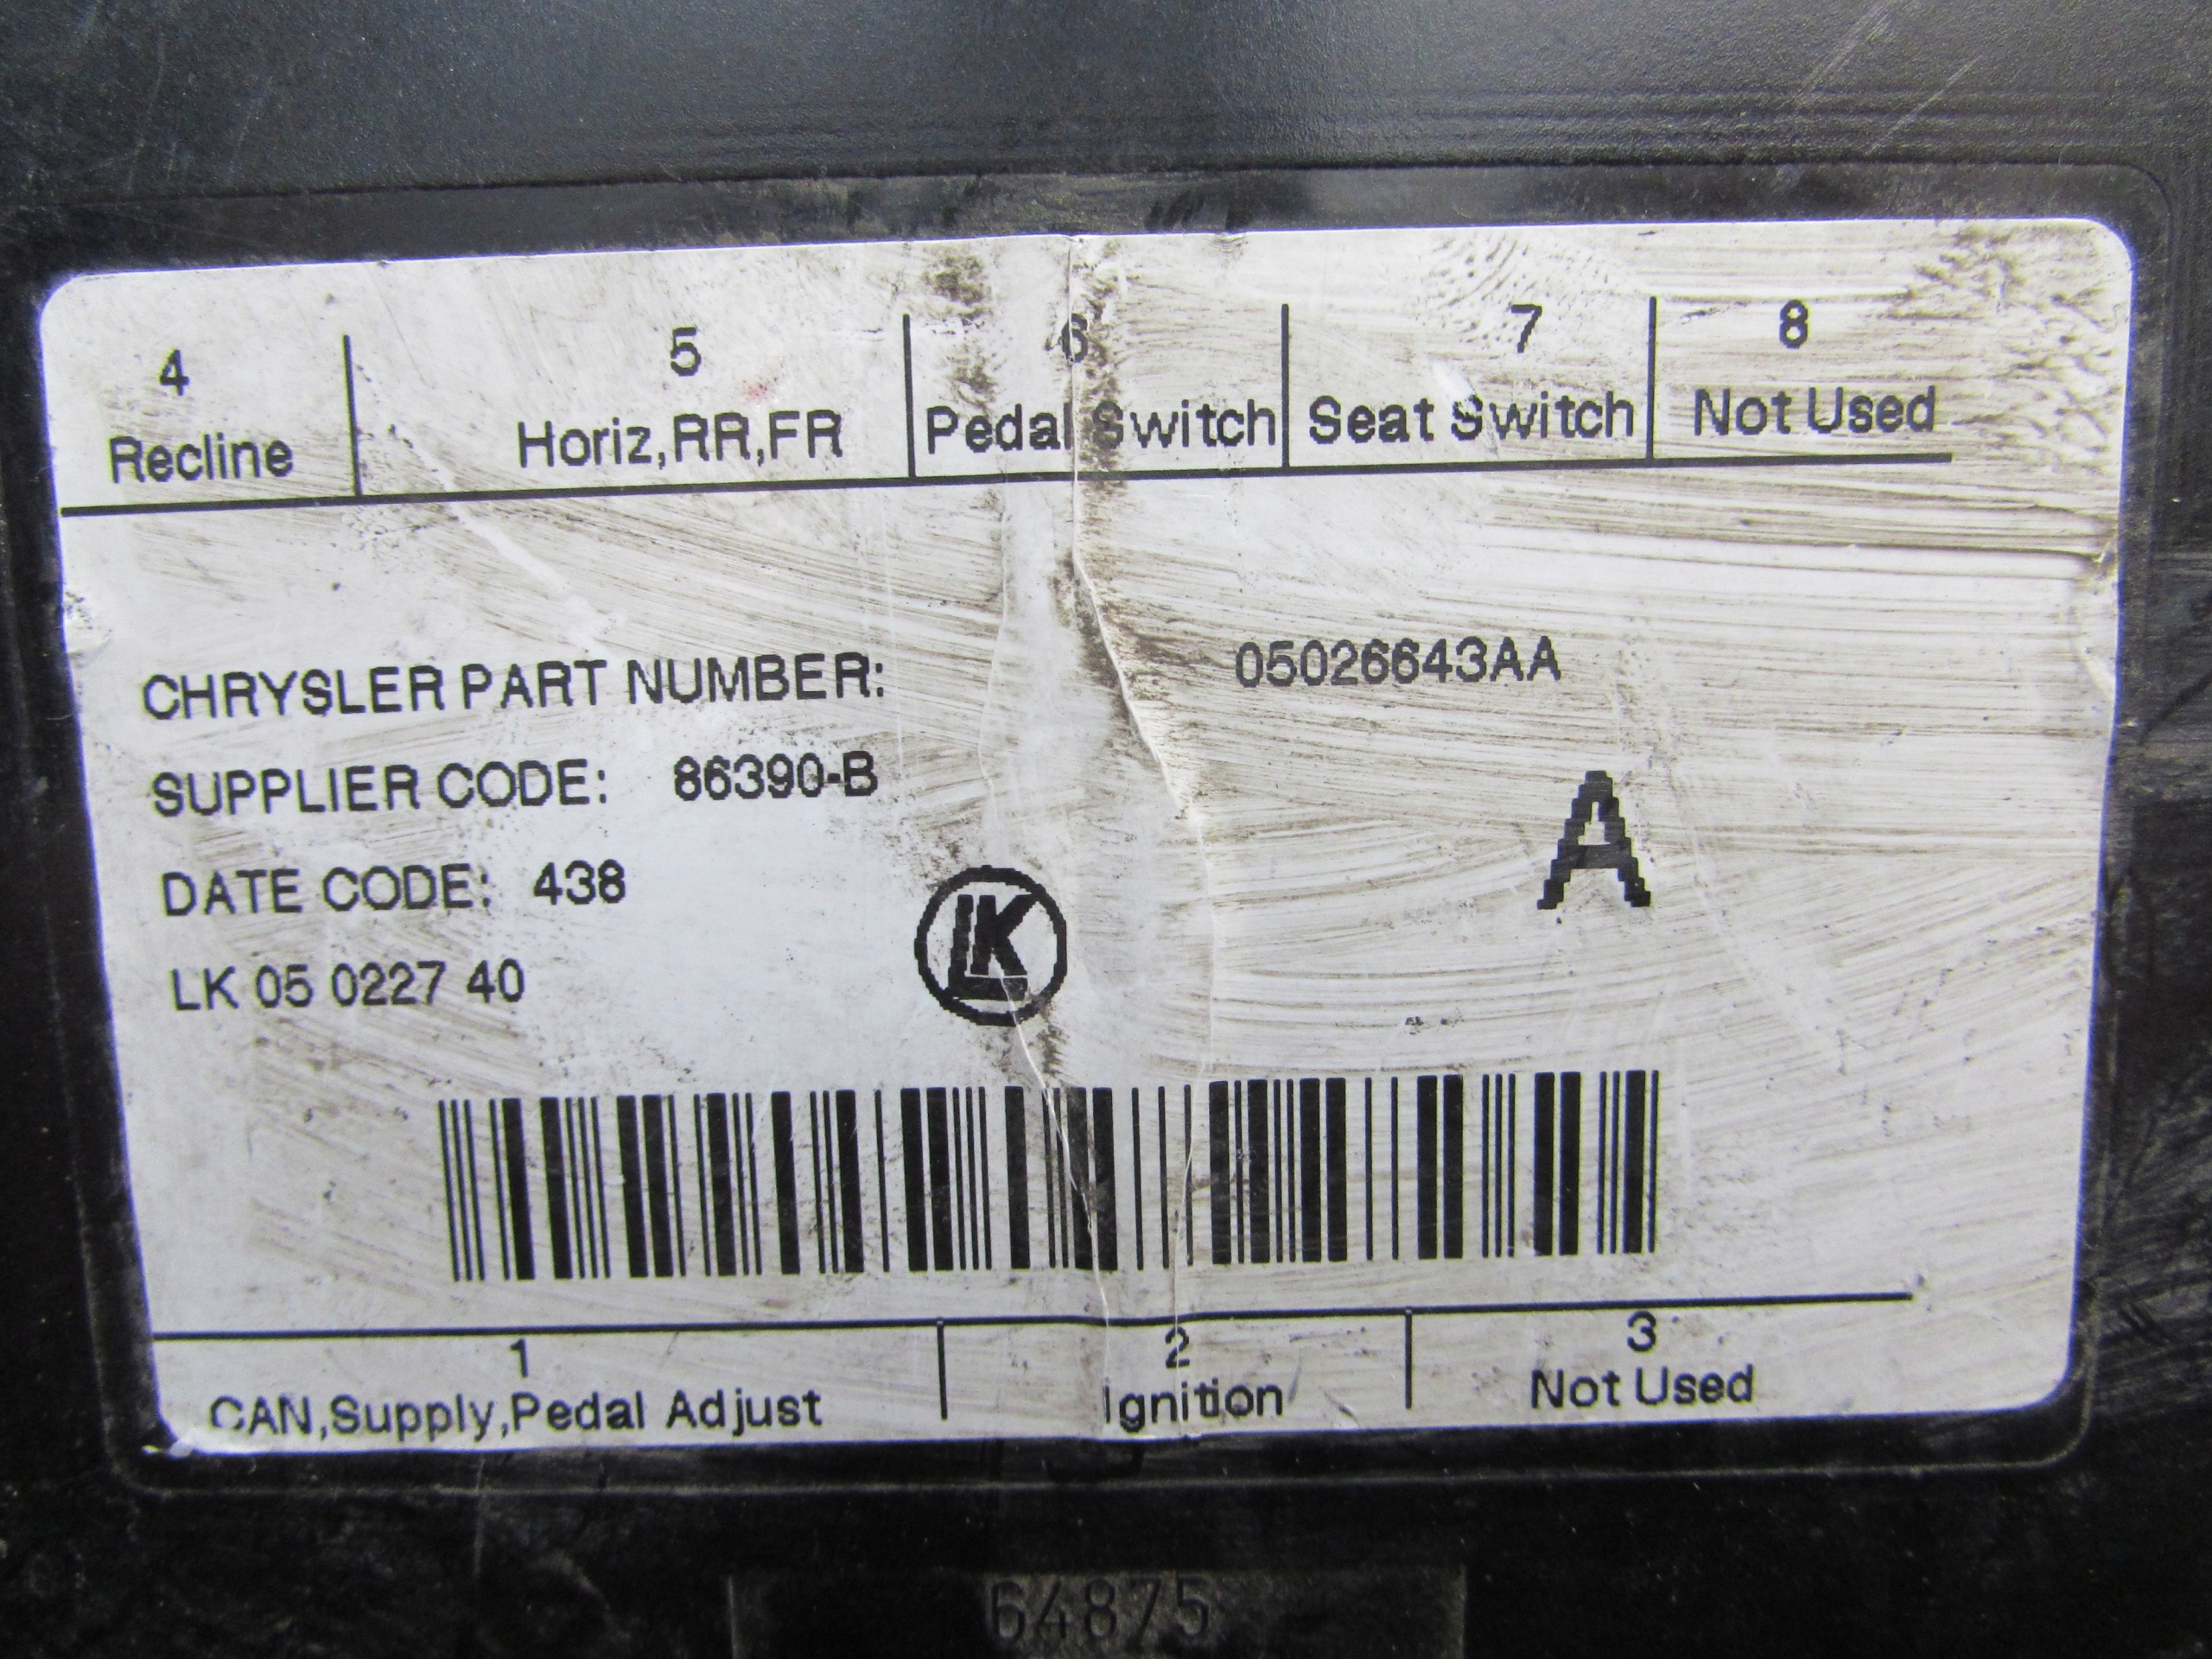 4 5 6 7 8
Recline Horiz,RR,FR Pedal Switch Seat Switch Not Used
CHRYSLER PART NUMBER: 05026643AA
SUPPLIER CODE: 86390-B
A
DATE CODE: 438
LK
LK 05 0227 40
1 2 3
CAN,Supply,Pedal Adjust Ignition Not Used
64875